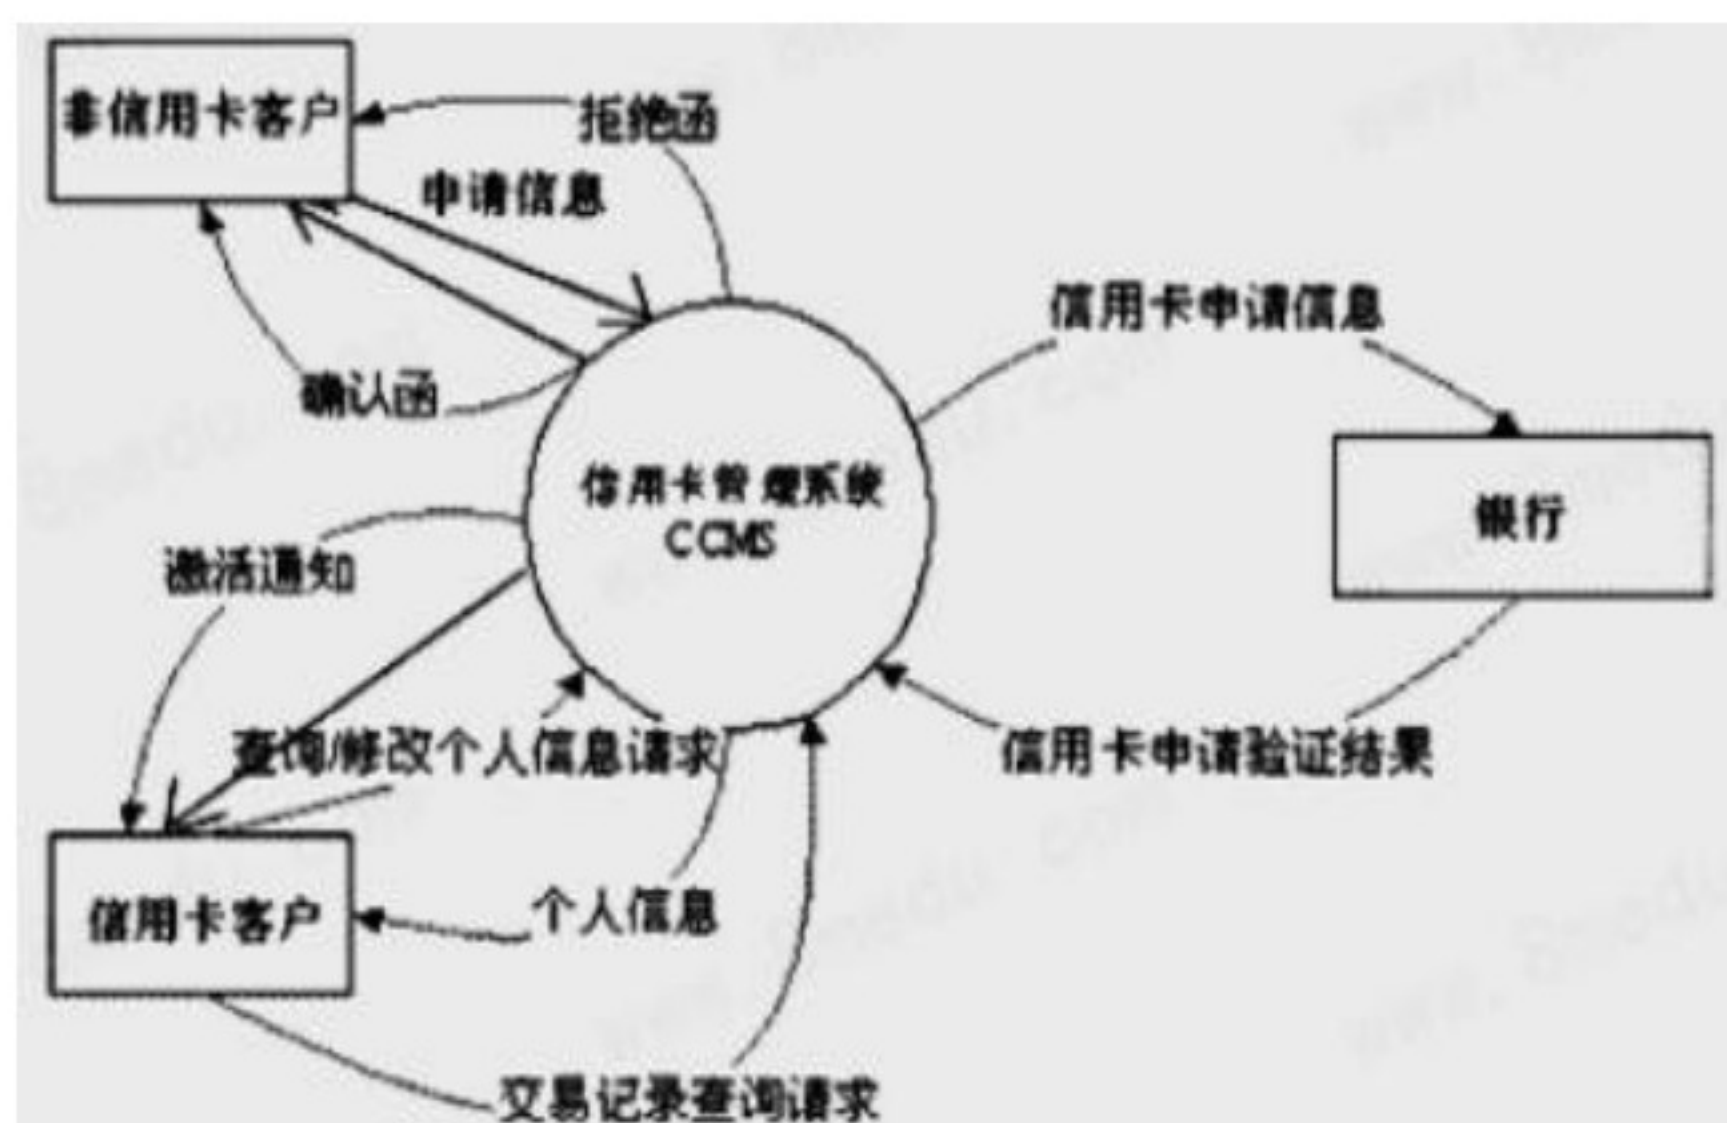 非信用卡客户
拒绝函
申请信息
信用卡申请信息
确认函
信用卡管理系统
CCMS
银行
激活通知
查询/修改个人信息请求
信用卡申请验证结果
信用卡客户
个人信息
交易记录查询请求